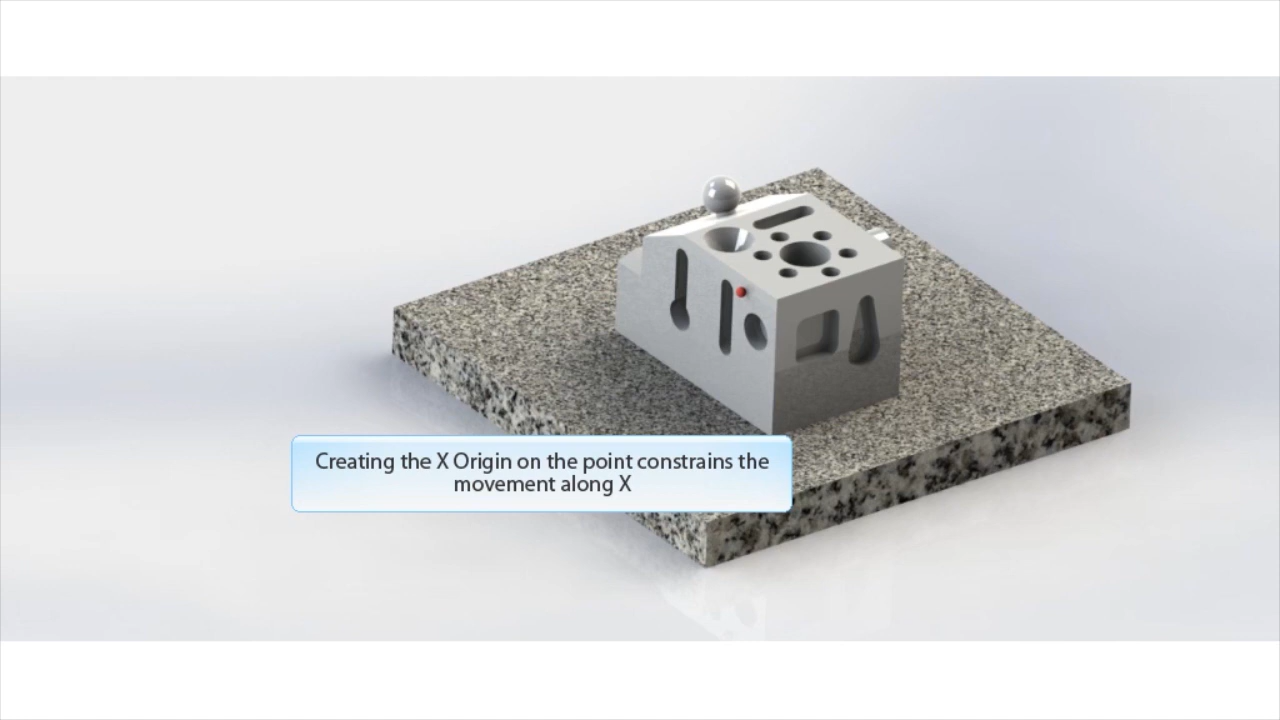 Creating the X Origin on the point constrains the
movement along X